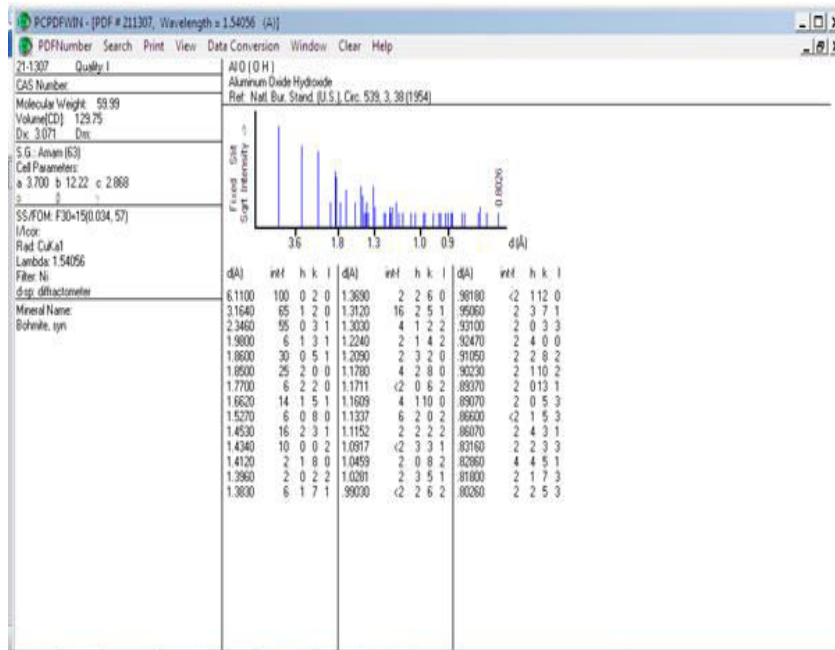 PCPDFWIN - [PDF # 211307, Wavelength = 1.54056 (A)]
PDFNumber Search Print View Data Conversion Window Clear Help
21-1307 Quality: I
CAS Number:
Molecular Weight: 59.99
Volume[CD]: 129.75
Dx: 3.071 Dm:
S.G.: Amam (63)
Cell Parameters:
a 3.700 b 12.22 c 2.868
SS/FOM: F30=15(0.034, 57)
I/Icor:
Rad: CuKa1
Lambda: 1.54056
Filter: Ni
d-sp: diffractometer
Mineral Name:
Bohmite, syn
AlO(OH)
Aluminum Oxide Hydroxide
Ref: Natl. Bur. Stand. (U.S.), Circ. 539, 3, 38 (1954)
Fixed Slit
Sqrt. Intensity ->
0.8026
3.6 1.8 1.3 1.0 0.9 d(Å)
d(A) int-f h k l d(A) int-f h k l d(A) int-f h k l
6.1100 100 0 2 0 1.3690 2 2 6 0 .98180 <2 1 12 0
3.1640 65 1 2 0 1.3120 16 2 5 1 .95060 2 3 7 1
2.3460 55 0 3 1 1.3030 4 1 2 2 .93100 2 0 3 3
1.9800 6 1 3 1 1.2240 2 1 4 2 .92470 2 4 0 0
1.8600 30 0 5 1 1.2090 2 3 2 0 .91050 2 2 8 2
1.8500 25 2 0 0 1.1780 4 2 8 0 .90230 2 1 10 2
1.7700 6 2 2 0 1.1711 <2 0 6 2 .89370 2 0 13 1
1.6620 14 1 5 1 1.1609 4 1 10 0 .89070 2 0 5 3
1.5270 6 0 8 0 1.1337 6 2 0 2 .86600 <2 1 5 3
1.4530 16 2 3 1 1.1152 2 2 2 2 .86070 2 4 3 1
1.4340 10 0 0 2 1.0917 <2 3 3 1 .83160 2 2 3 3
1.4120 2 1 8 0 1.0459 2 0 8 2 .82860 4 4 5 1
1.3960 2 0 2 2 1.0281 2 3 5 1 .81800 2 1 7 3
1.3830 6 1 7 1 .99030 <2 2 6 2 .80260 2 2 5 3